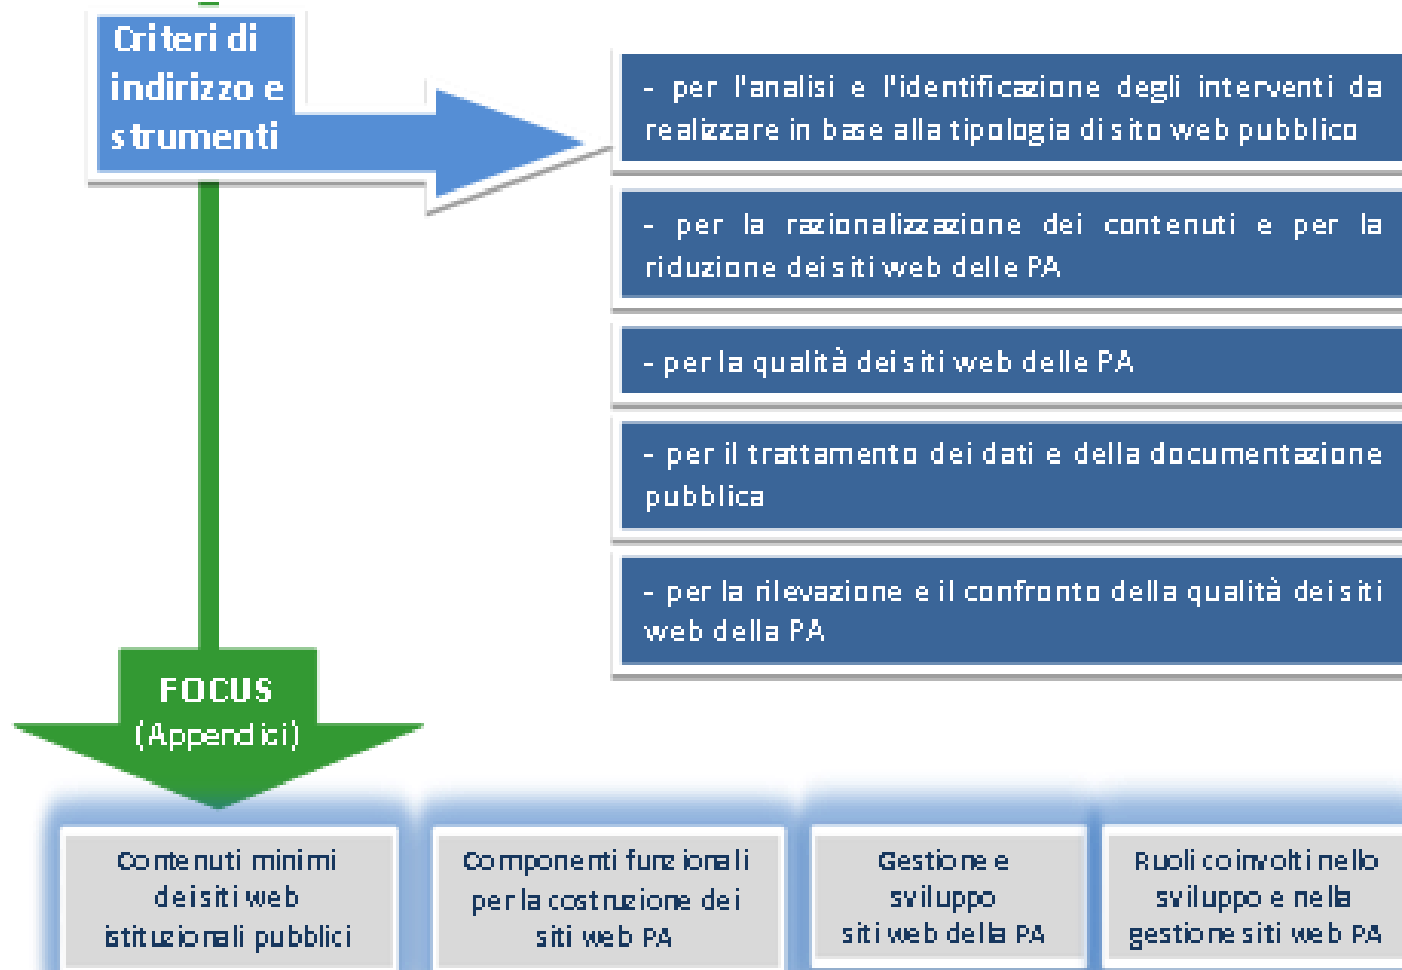 Criteri di
indirizzo e
strumenti
- per l'analisi e l'identificazione degli interventi da
realizzare in base alla tipologia di sito web pubblico
- per la razionalizzazione dei contenuti e per la
riduzione dei siti web delle PA
- per la qualità dei siti web delle PA
- per il trattamento dei dati e della documentazione
pubblica
- per la rilevazione e il confronto della qualità dei siti
web della PA
FOCUS
(Appendici)
Contenuti minimi
dei siti web
istituzionali pubblici
Componenti funzionali
per la costruzione dei
siti web PA
Gestione e
sviluppo
siti web della PA
Ruoli coinvolti nello
sviluppo e nella
gestione siti web PA